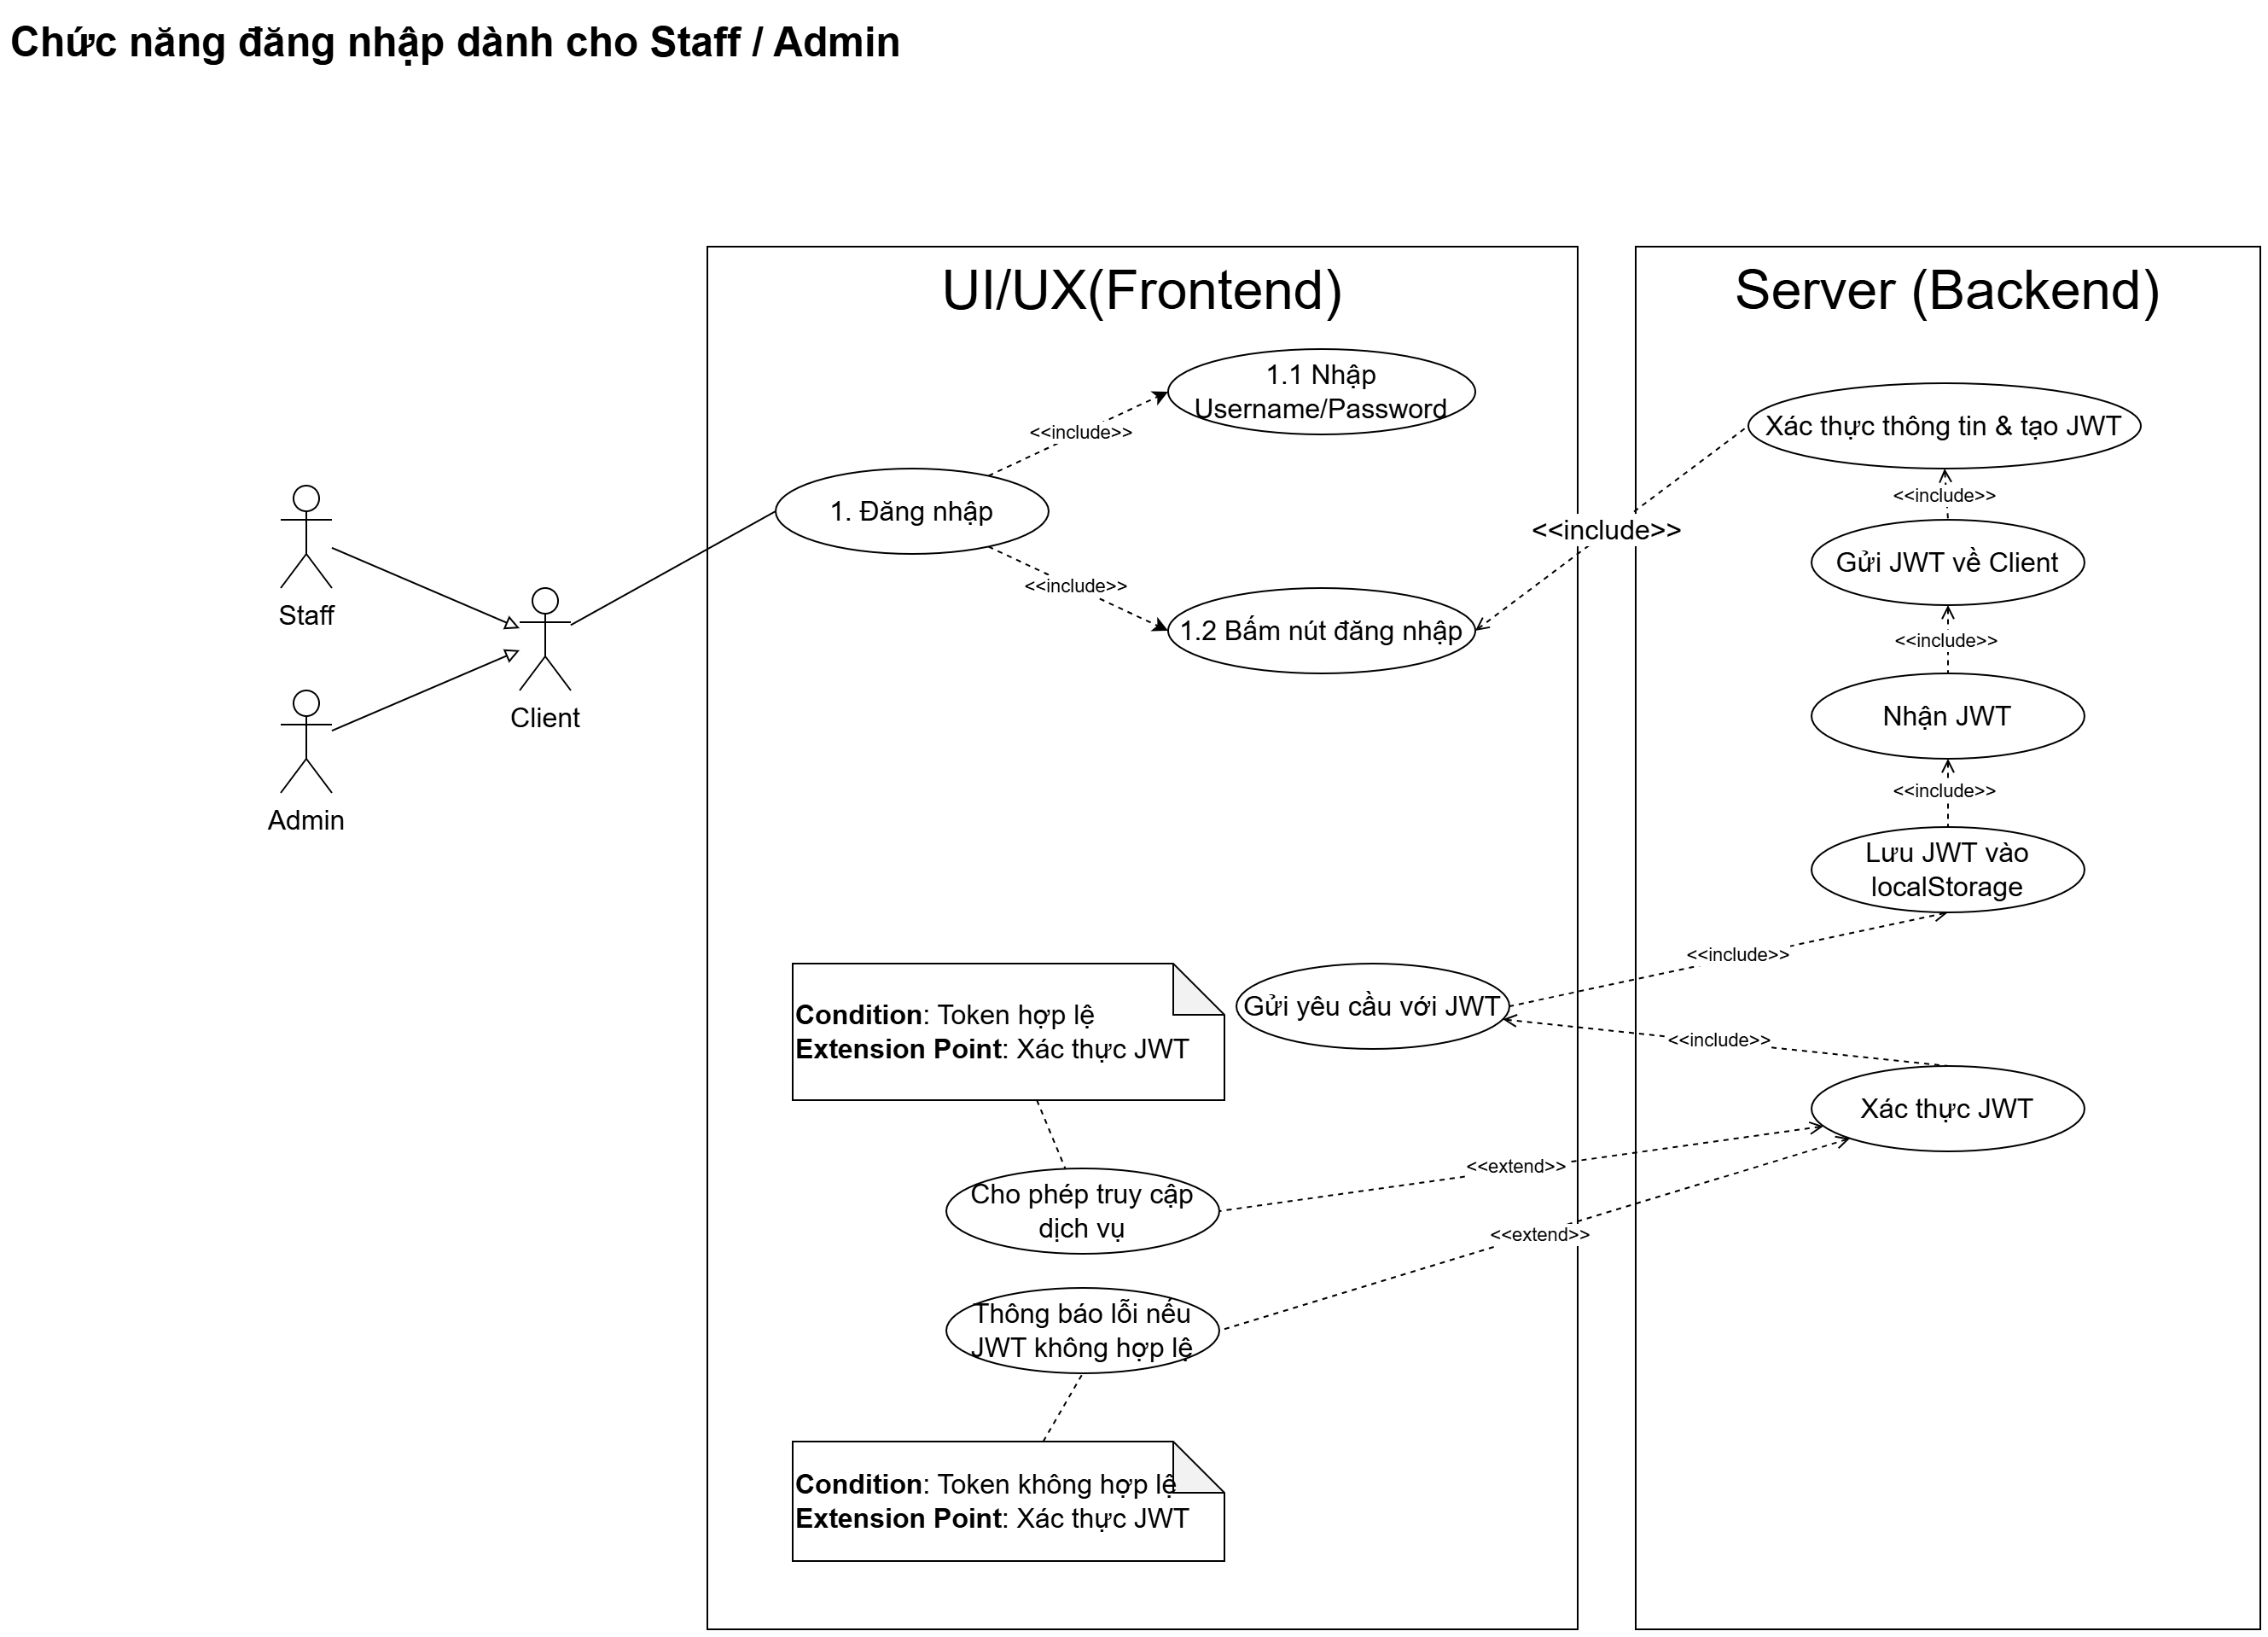 Chức năng đăng nhập dành cho Staff / Admin
UI/UX(Frontend)
Server (Backend)
1.1 Nhập
Username/Password
<<include>>
Xác thực thông tin & tạo JWT
<<include>>
1. Đăng nhập
<<include>>
Gửi JWT về Client
<<include>>
1.2 Bấm nút đăng nhập
<<include>>
Staff
Client
Admin
Nhận JWT
<<include>>
Lưu JWT vào
localStorage
<<include>>
Condition: Token hợp lệ
Extension Point: Xác thực JWT
Gửi yêu cầu với JWT
<<include>>
Xác thực JWT
<<extend>>
Cho phép truy cập
dịch vụ
<<extend>>
Thông báo lỗi nếu
JWT không hợp lệ
Condition: Token không hợp lệ
Extension Point: Xác thực JWT